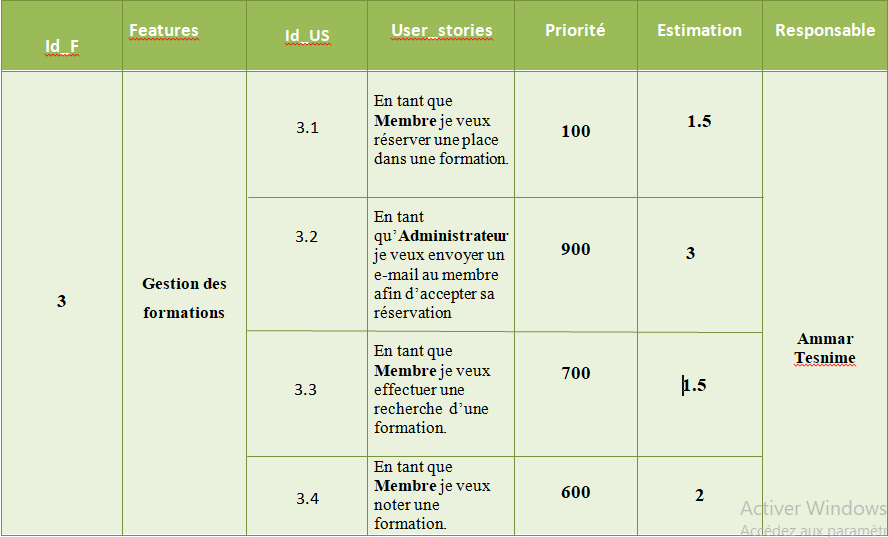 Id_F
Features
Id_US
User_stories
Priorité
Estimation
Responsable
3
Gestion des
formations
3.1
En tant que
Membre je veux
réserver une place
dans une formation.
100
1.5
3.2
En tant
qu’Administrateur
je veux envoyer un
e-mail au membre
afin d’accepter sa
réservation
900
3
3.3
En tant que
Membre je veux
effectuer une
recherche d’une
formation.
700
1.5
3.4
En tant que
Membre je veux
noter une
formation.
600
2
Ammar
Tesnime
Activer Windows
Accédez aux paramètr